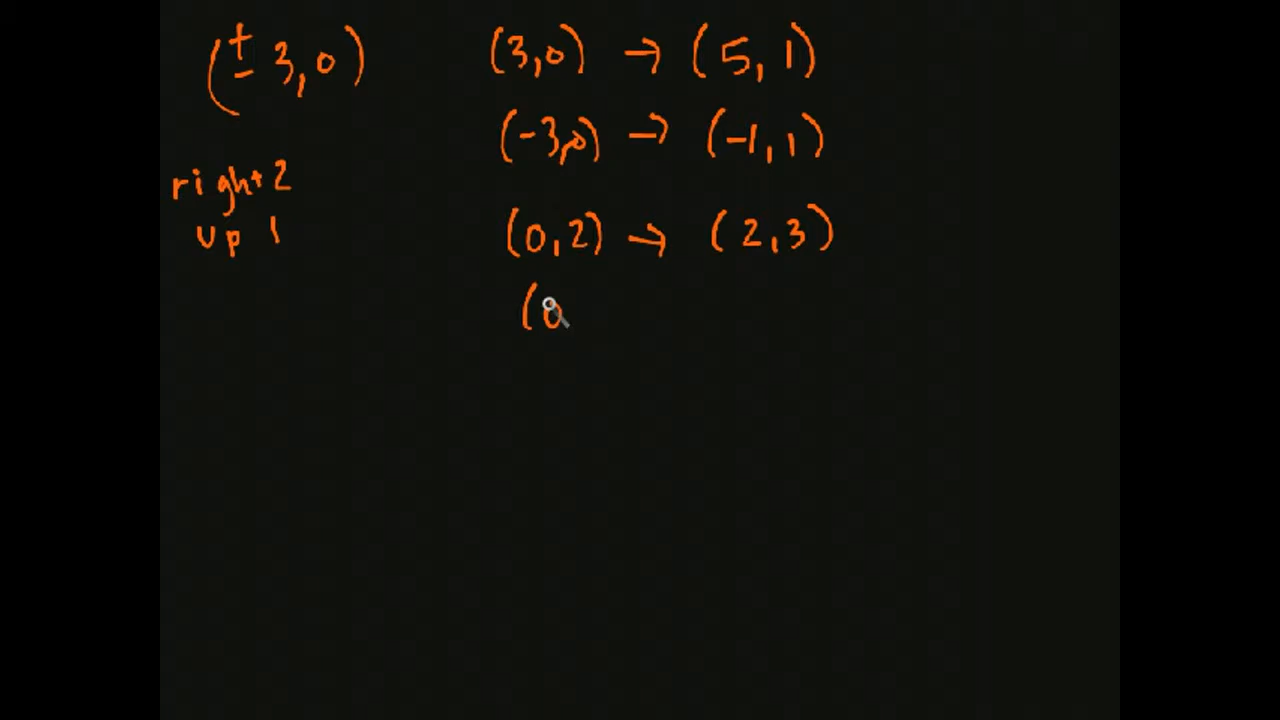 (± 3, 0)
right 2
up 1
(3, 0) → (5, 1)
(-3, 0) → (-1, 1)
(0, 2) → (2, 3)
(0